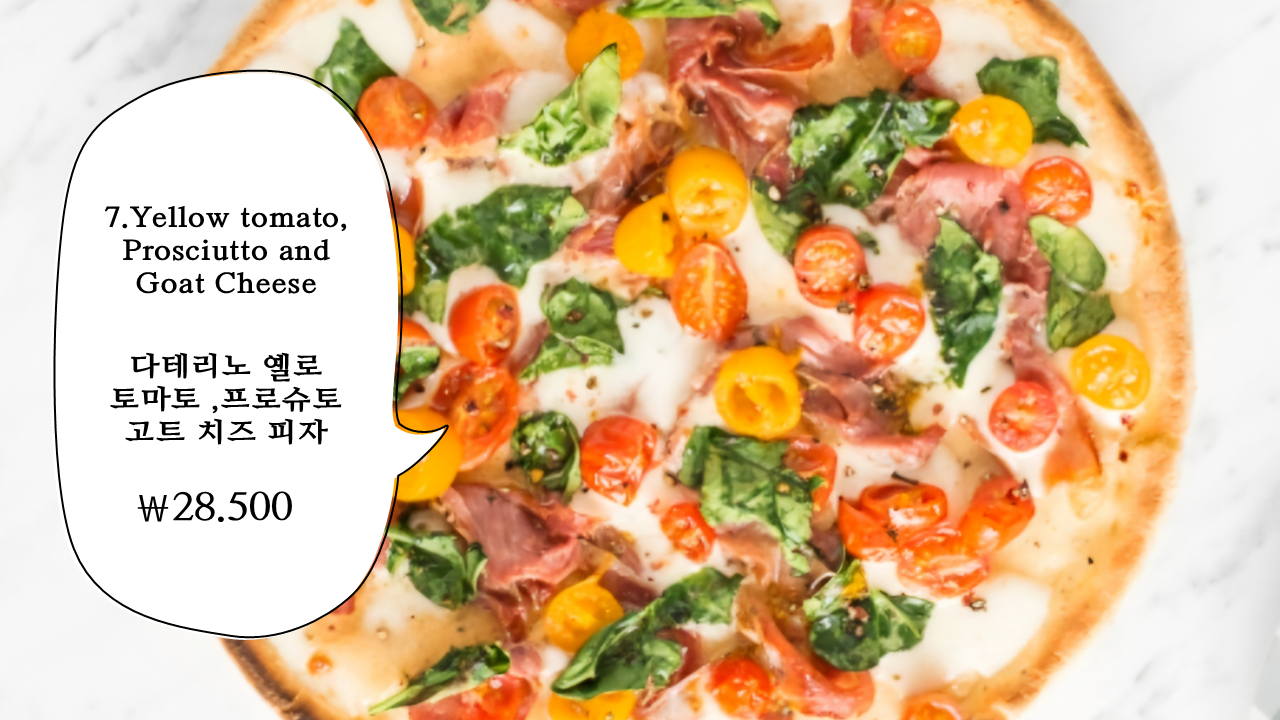 7.Yellow tomato,
Prosciutto and
Goat Cheese
다테리노 옐로
토마토 ,프로슈토
고트 치즈 피자
₩28.500